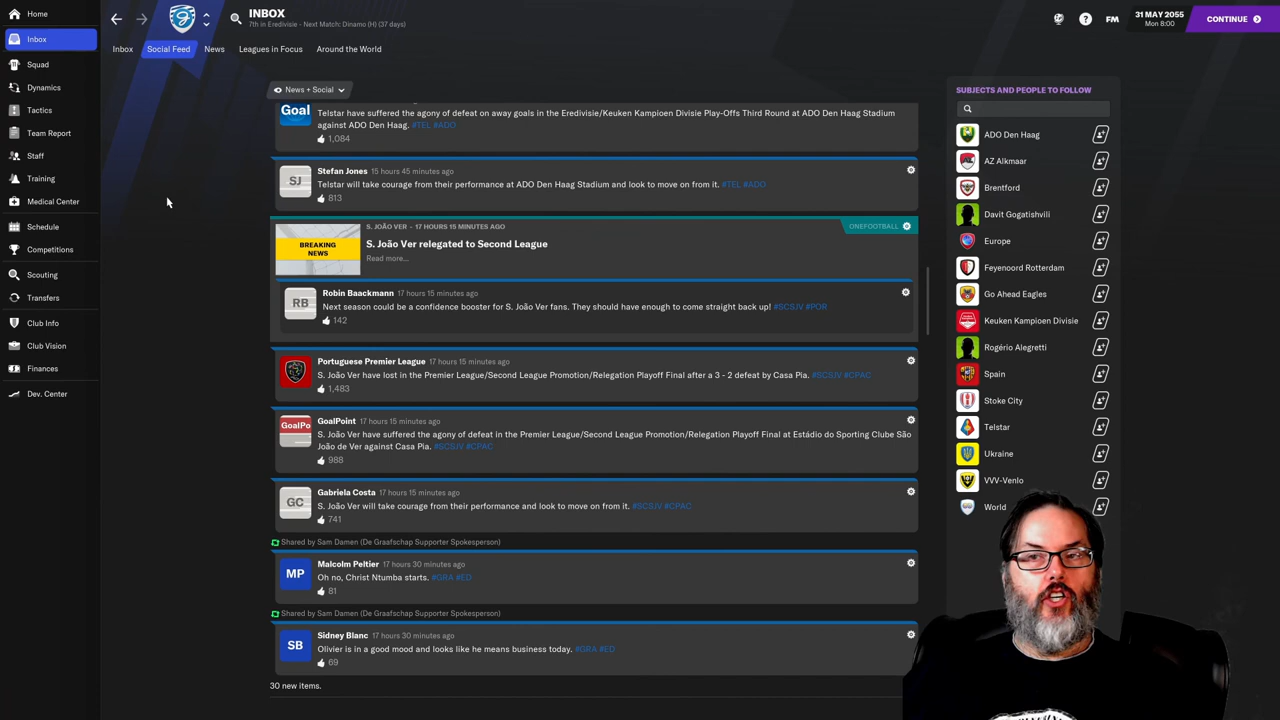 Home
Inbox
Squad
Dynamics
Tactics
Team Report
Staff
Training
Medical Center
Schedule
Competitions
Scouting
Transfers
Club Info
Club Vision
Finances
Dev. Center
INBOX
7th in Eredivisie - Next Match: Dinamo (H) (37 days)
FM
31 MAY 2055
Mon 8:00
CONTINUE
Inbox
Social Feed
News
Leagues in Focus
Around the World
News + Social
Goal
Telstar have suffered the agony of defeat on away goals in the Eredivisie/Keuken Kampioen Divisie Play-Offs Third Round at ADO Den Haag Stadium
against ADO Den Haag. #TEL #ADO
1,084
SJ
Stefan Jones 15 hours 45 minutes ago
Telstar will take courage from their performance at ADO Den Haag Stadium and look to move on from it. #TEL #ADO
813
BREAKING
NEWS
S. JOÃO VER - 17 HOURS 15 MINUTES AGO
ONEFOOTBALL
S. João Ver relegated to Second League
Read more...
RB
Robin Baackmann 17 hours 15 minutes ago
Next season could be a confidence booster for S. João Ver fans. They should have enough to come straight back up! #SCSJV #POR
142
Portuguese Premier League 17 hours 15 minutes ago
S. João Ver have lost in the Premier League/Second League Promotion/Relegation Playoff Final after a 3 - 2 defeat by Casa Pia. #SCSJV #CPAC
1,483
GoalPo
GoalPoint 17 hours 15 minutes ago
S. João Ver have suffered the agony of defeat in the Premier League/Second League Promotion/Relegation Playoff Final at Estádio do Sporting Clube São
João de Ver against Casa Pia. #SCSJV #CPAC
988
GC
Gabriela Costa 17 hours 15 minutes ago
S. João Ver will take courage from their performance and look to move on from it. #SCSJV #CPAC
741
Shared by Sam Damen (De Graafschap Supporter Spokesperson)
MP
Malcolm Peltier 17 hours 30 minutes ago
Oh no, Christ Ntumba starts. #GRA #ED
81
Shared by Sam Damen (De Graafschap Supporter Spokesperson)
SB
Sidney Blanc 17 hours 30 minutes ago
Olivier is in a good mood and looks like he means business today. #GRA #ED
69
30 new items.
SUBJECTS AND PEOPLE TO FOLLOW
ADO Den Haag
AZ Alkmaar
Brentford
Davit Gogatishvili
Europe
Feyenoord Rotterdam
Go Ahead Eagles
Keuken Kampioen Divisie
Rogério Alegretti
Spain
Stoke City
Telstar
Ukraine
VVV-Venlo
World